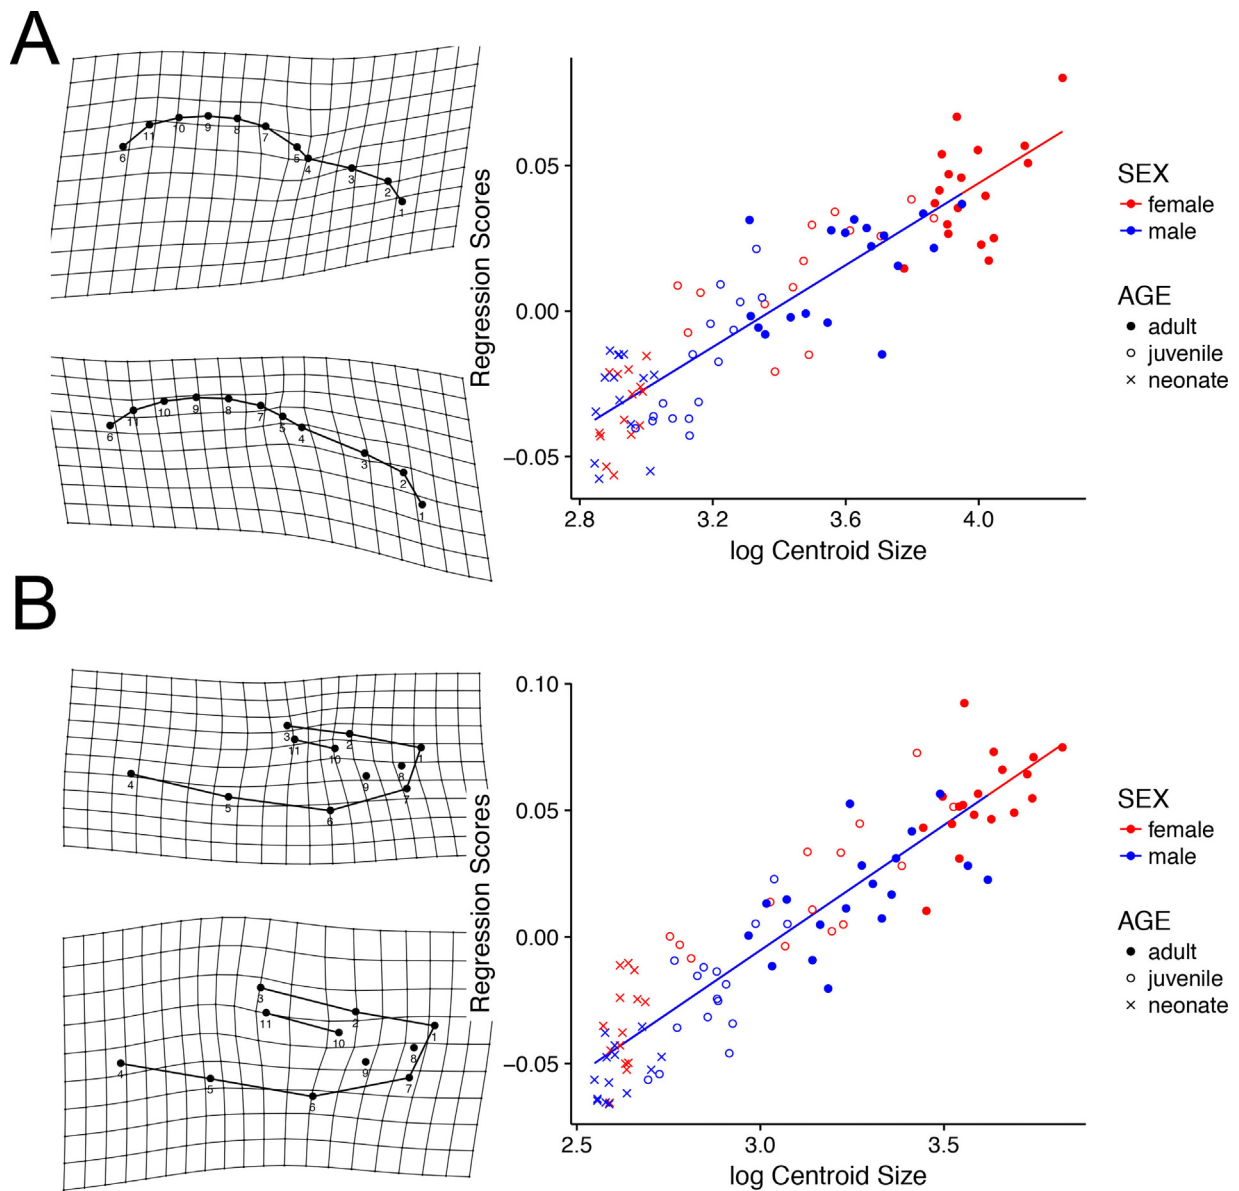 A
6 11 10 9 8 7 5 4 3 2 1
6 11 10 9 8 7 5 4 3 2 1
Regression Scores
0.05
0.00
−0.05
2.8 3.2 3.6 4.0
log Centroid Size
SEX
female
male
AGE
adult
juvenile
neonate
B
3 11 2 10 1 8 9 7 4 5 6
3 11 2 10 1 8 9 7 4 5 6
Regression Scores
0.10
0.05
0.00
−0.05
2.5 3.0 3.5
log Centroid Size
SEX
female
male
AGE
adult
juvenile
neonate